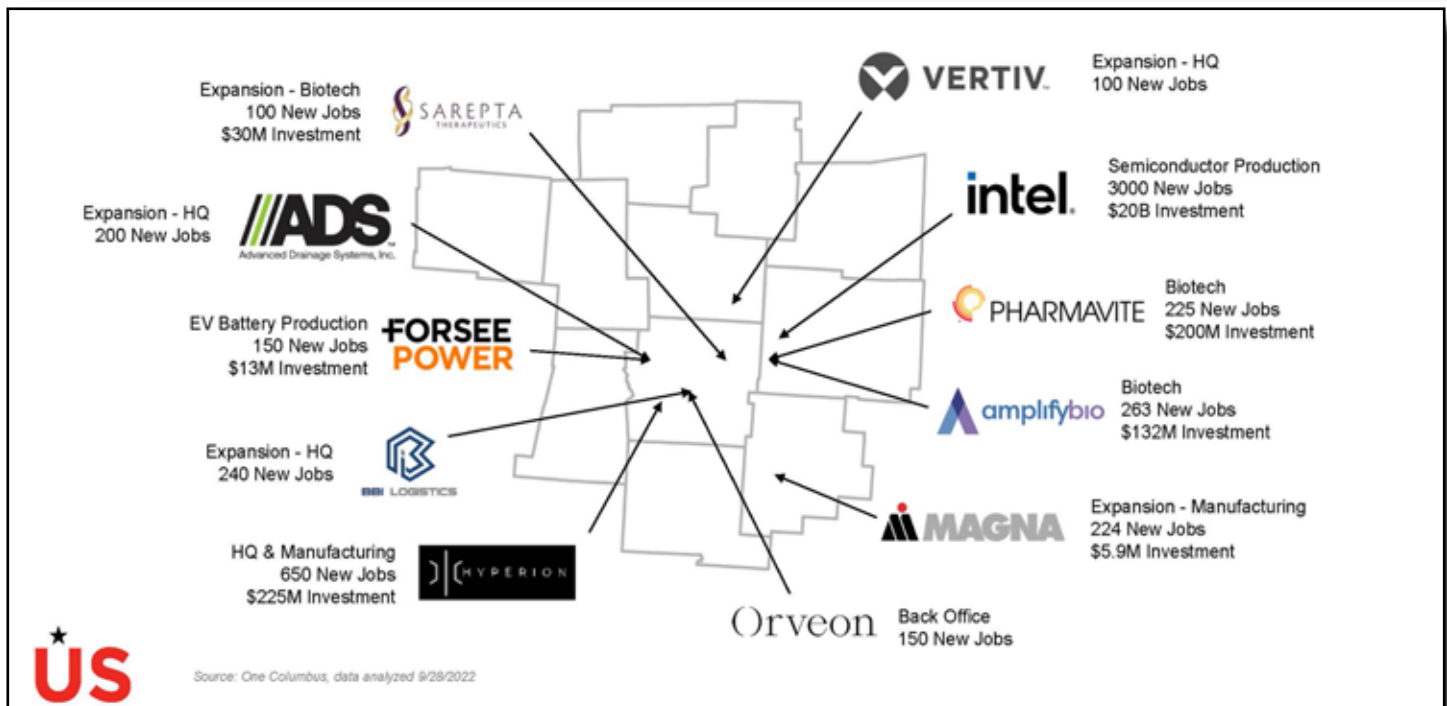 Expansion - Biotech
100 New Jobs
$30M Investment
SAREPTA
THERAPEUTICS
VERTIV™
Expansion - HQ
100 New Jobs
Expansion - HQ
200 New Jobs
ADS™
Advanced Drainage Systems, Inc.
intel.
Semiconductor Production
3000 New Jobs
$20B Investment
EV Battery Production
150 New Jobs
$13M Investment
FORSEE
POWER
PHARMAVITE
Biotech
225 New Jobs
$200M Investment
amplifybio
Biotech
263 New Jobs
$132M Investment
Expansion - HQ
240 New Jobs
BBI LOGISTICS
MAGNA
Expansion - Manufacturing
224 New Jobs
$5.9M Investment
HQ & Manufacturing
650 New Jobs
$225M Investment
HYPERION
Orveon
Back Office
150 New Jobs
US
Source: One Columbus, data analyzed 9/28/2022